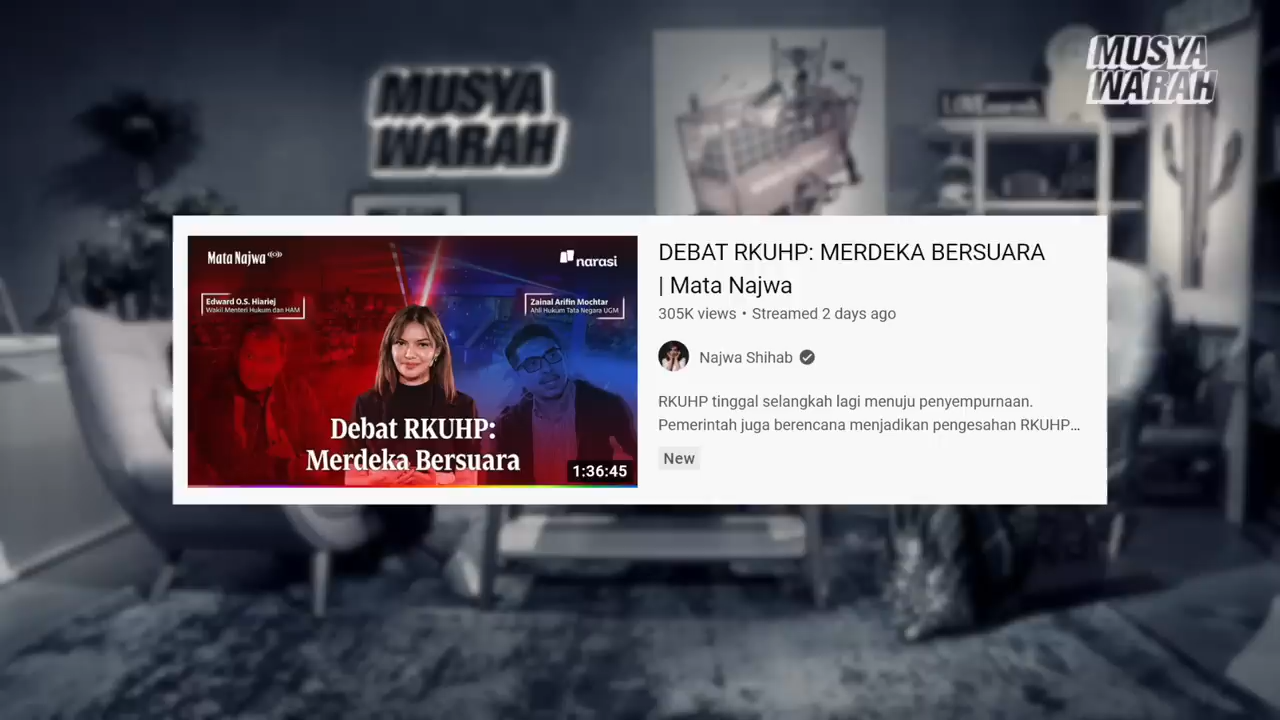 MUSYA
WARAH
MUSYA
WARAH
Mata Najwa
narasi
Edward O.S. Hiariej
Wakil Menteri Hukum dan HAM
Zainal Arifin Mochtar
Ahli Hukum Tata Negara UGM
Debat RKUHP:
Merdeka Bersuara
1:36:45
DEBAT RKUHP: MERDEKA BERSUARA
| Mata Najwa
305K views • Streamed 2 days ago
Najwa Shihab
RKUHP tinggal selangkah lagi menuju penyempurnaan.
Pemerintah juga berencana menjadikan pengesahan RKUHP…
New